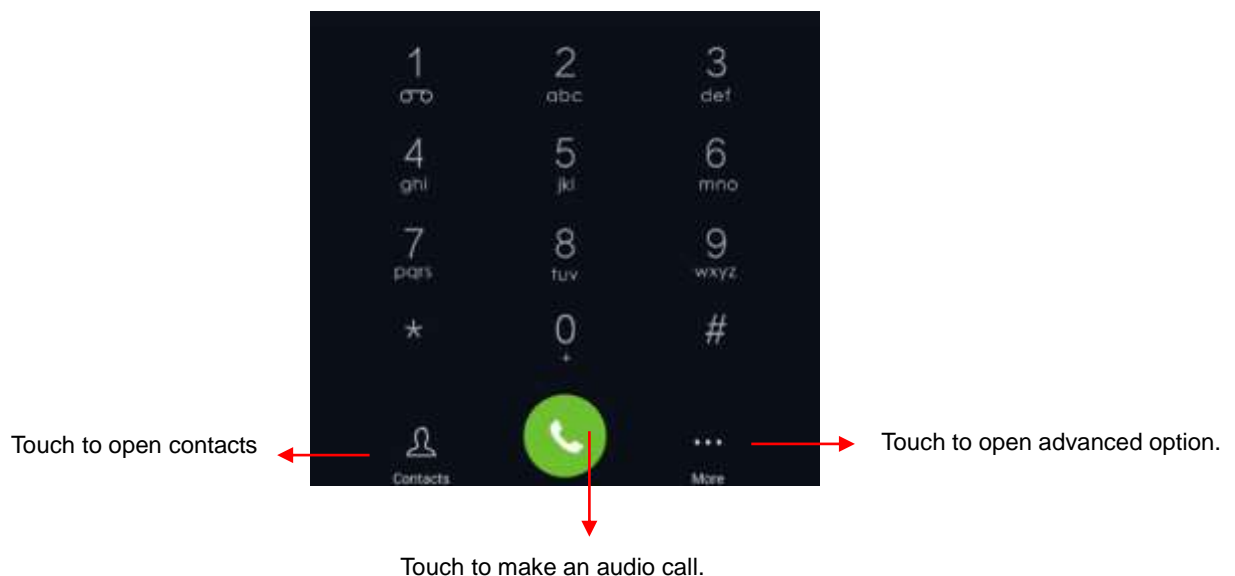 1 2 3
abc def
4 5 6
ghi jkl mno
7 8 9
pqrs tuv wxyz
* 0 #
+
Touch to open contacts
Touch to open advanced option.
Contacts More
Touch to make an audio call.